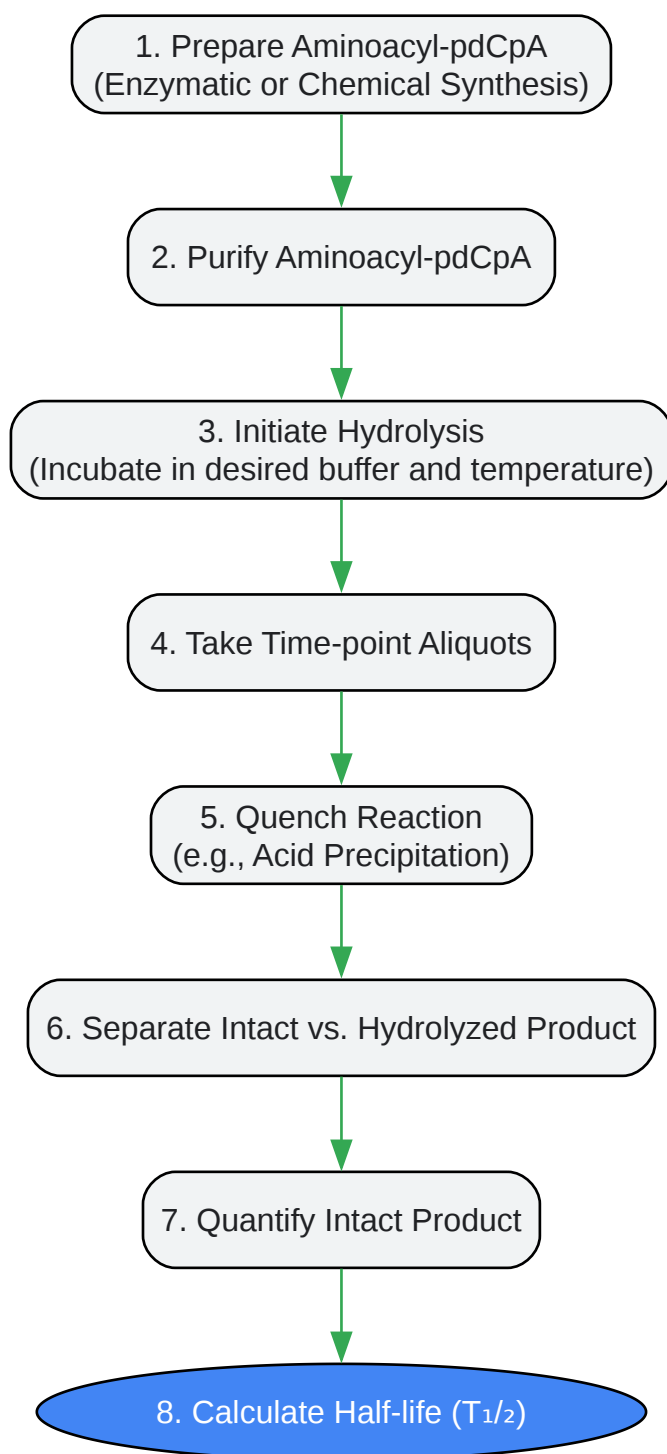 1. Prepare Aminoacyl-pdCpA
(Enzymatic or Chemical Synthesis)
2. Purify Aminoacyl-pdCpA
3. Initiate Hydrolysis
(Incubate in desired buffer and temperature)
4. Take Time-point Aliquots
5. Quench Reaction
(e.g., Acid Precipitation)
6. Separate Intact vs. Hydrolyzed Product
7. Quantify Intact Product
8. Calculate Half-life (T₁/₂)